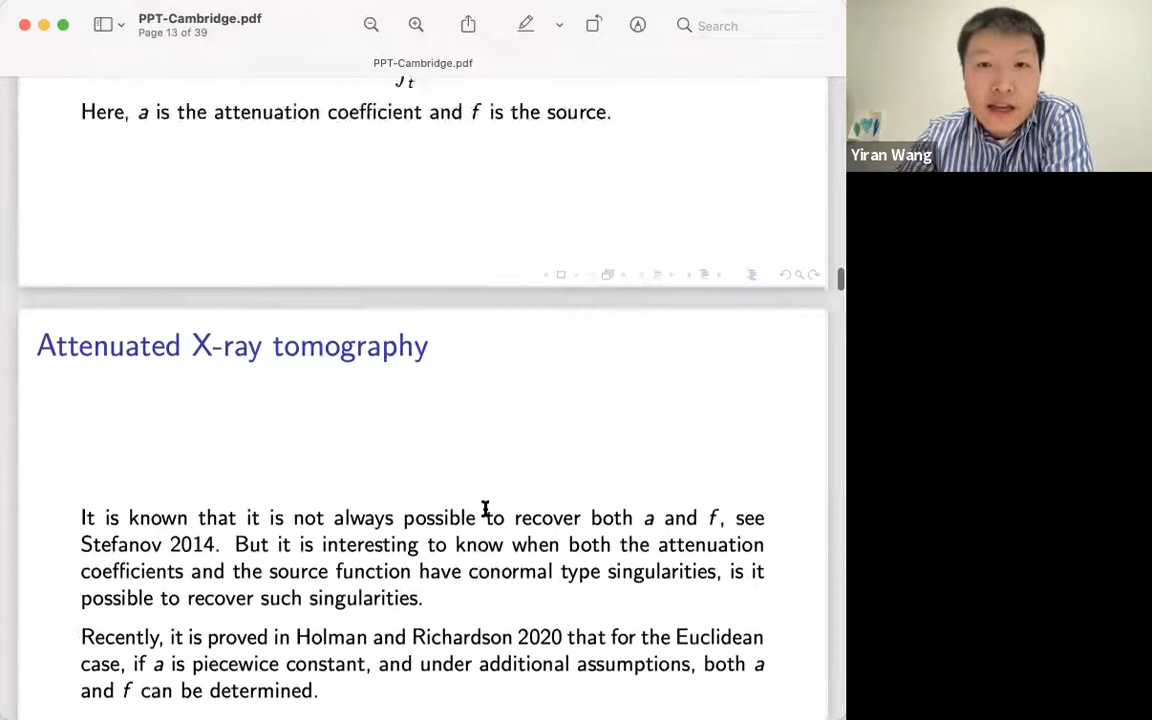 PPT-Cambridge.pdf
Page 13 of 39
Search
PPT-Cambridge.pdf
Here, a is the attenuation coefficient and f is the source.
Yiran Wang
Attenuated X-ray tomography
It is known that it is not always possible to recover both a and f, see
Stefanov 2014. But it is interesting to know when both the attenuation
coefficients and the source function have conormal type singularities, is it
possible to recover such singularities.
Recently, it is proved in Holman and Richardson 2020 that for the Euclidean
case, if a is piecewice constant, and under additional assumptions, both a
and f can be determined.